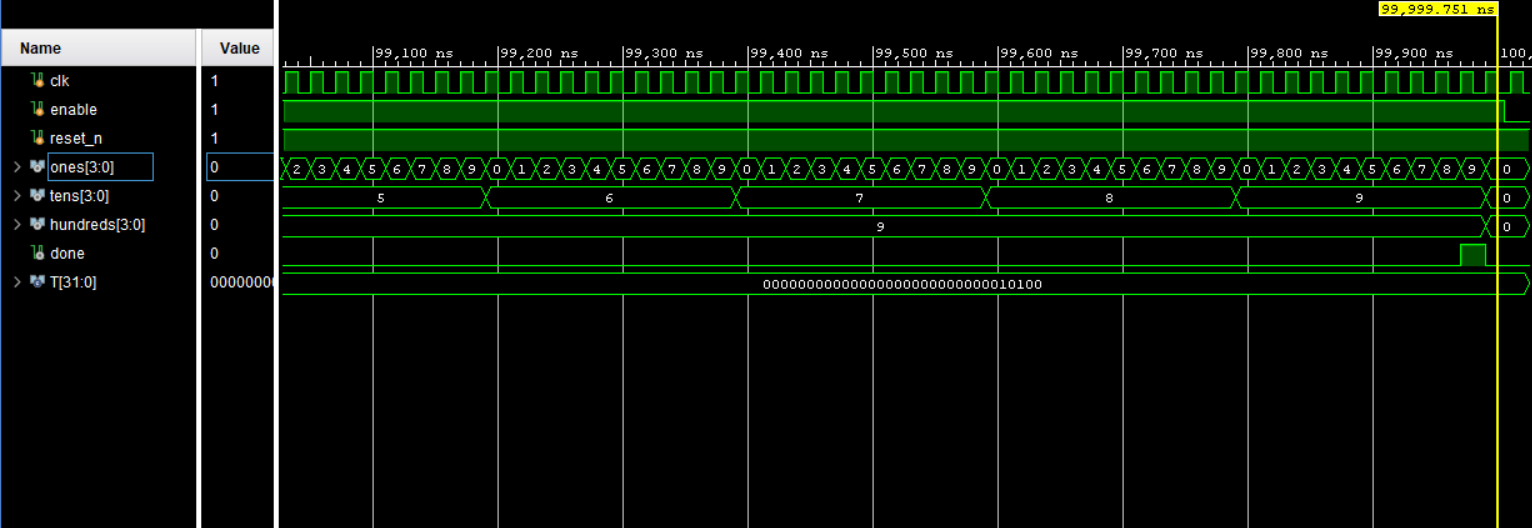 99,999.751 ns
Name Value 99,100 ns 99,200 ns 99,300 ns 99,400 ns 99,500 ns 99,600 ns 99,700 ns 99,800 ns 99,900 ns 100,
clk 1
enable 1
reset_n 1
ones[3:0] 0 2 3 4 5 6 7 8 9 0 1 2 3 4 5 6 7 8 9 0 1 2 3 4 5 6 7 8 9 0 1 2 3 4 5 6 7 8 9 0 1 2 3 4 5 6 7 8 9 0
tens[3:0] 0 5 6 7 8 9 0
hundreds[3:0] 0 9 0
done 0
T[31:0] 00000000 00000000000000000000000000010100